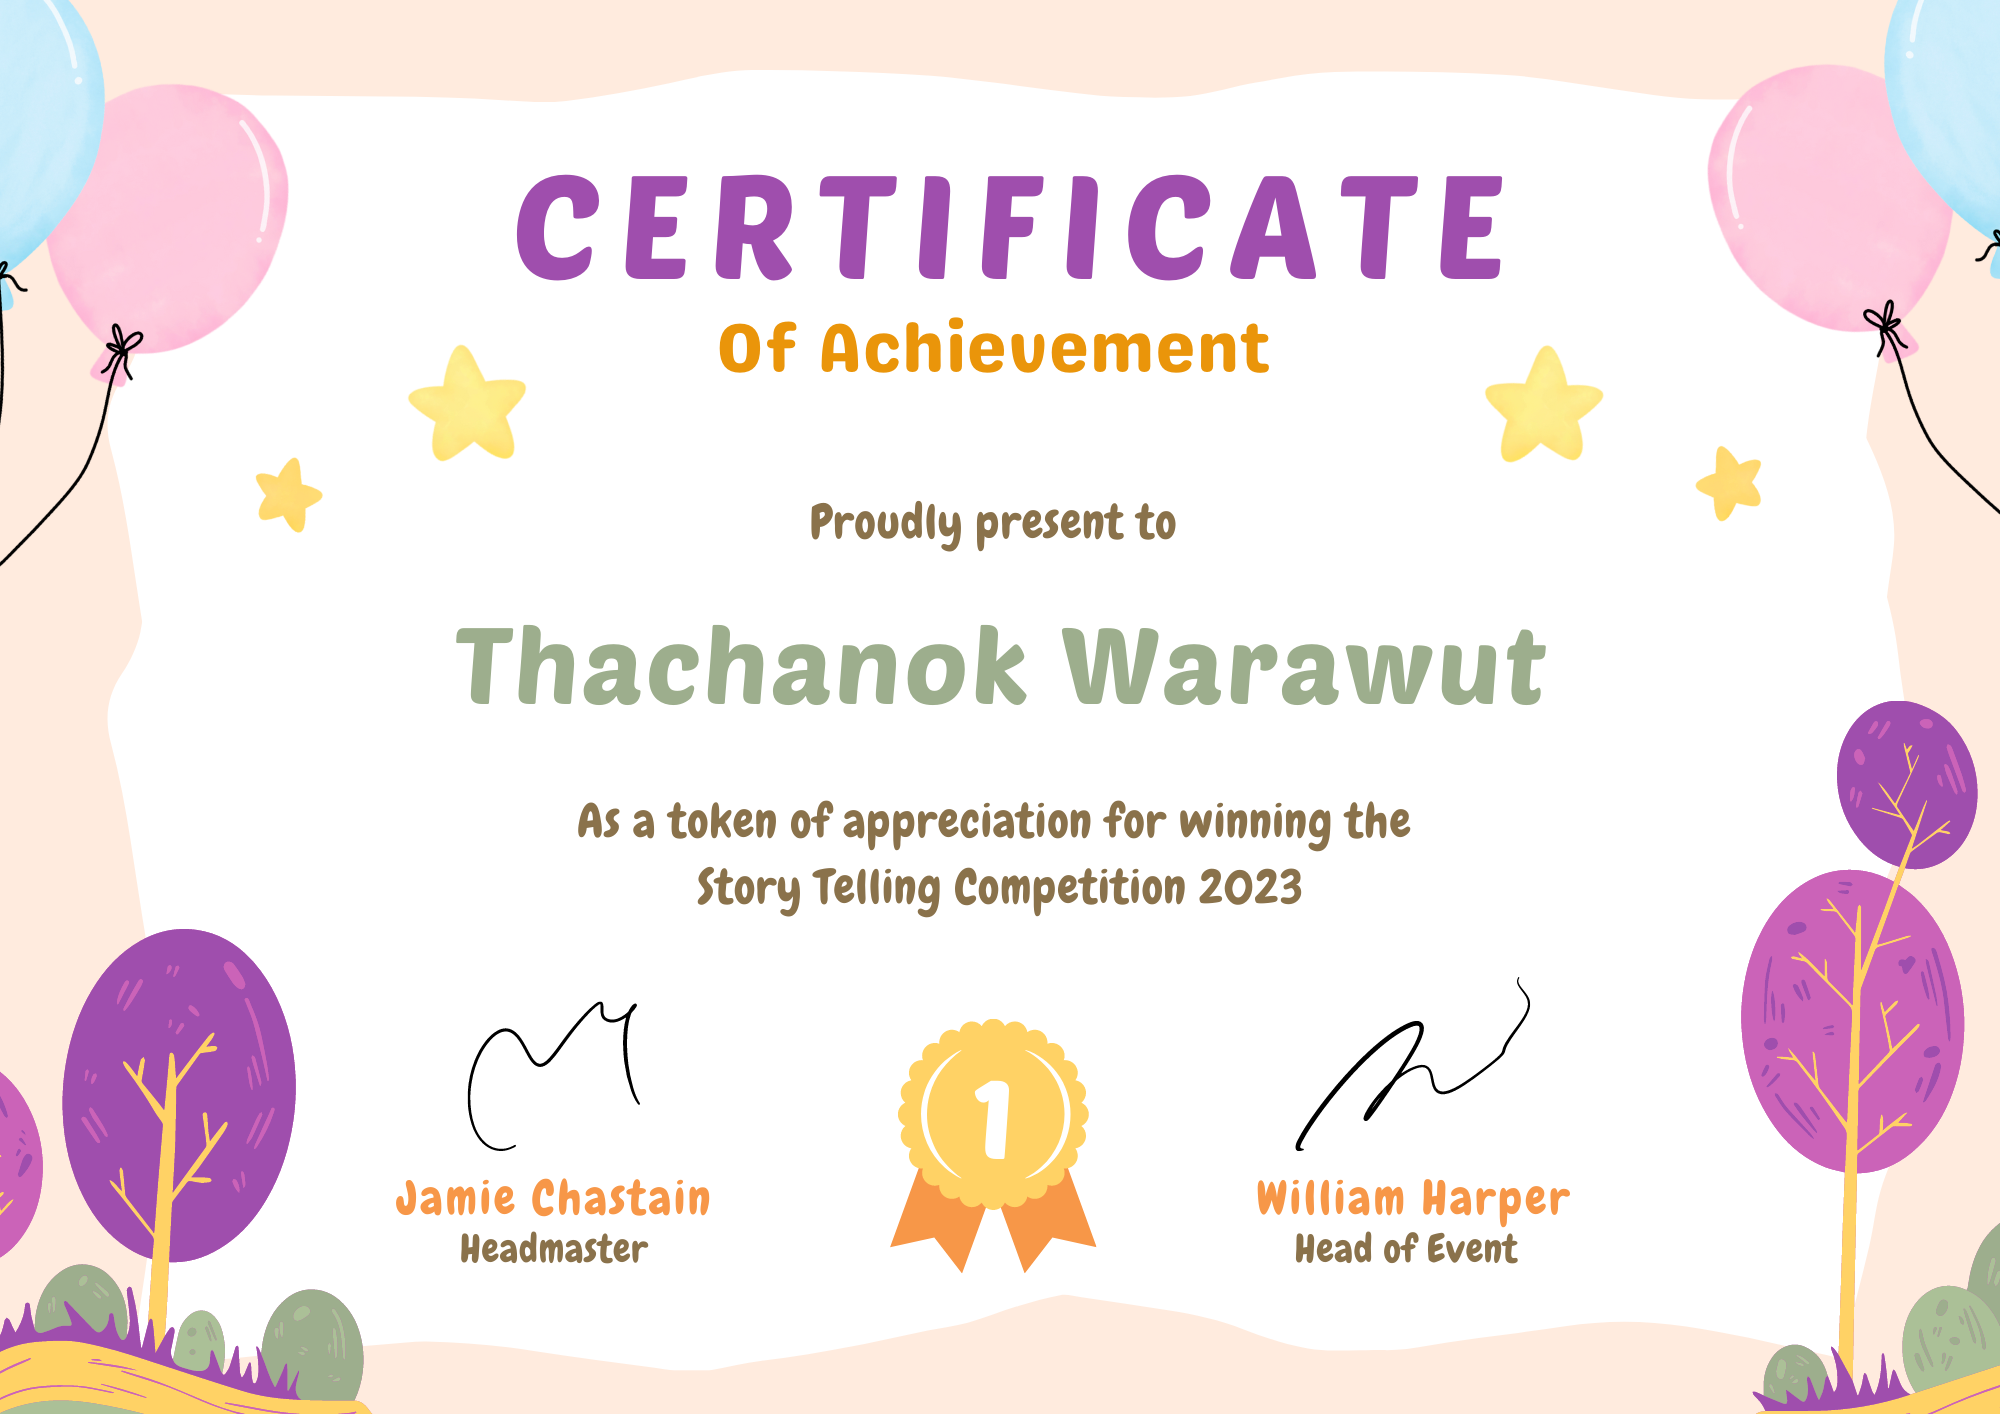 CERTIFICATE
Of Achievement
Proudly present to
Thachanok Warawut
As a token of appreciation for winning the
Story Telling Competition 2023
1
Jamie Chastain
Headmaster
William Harper
Head of Event